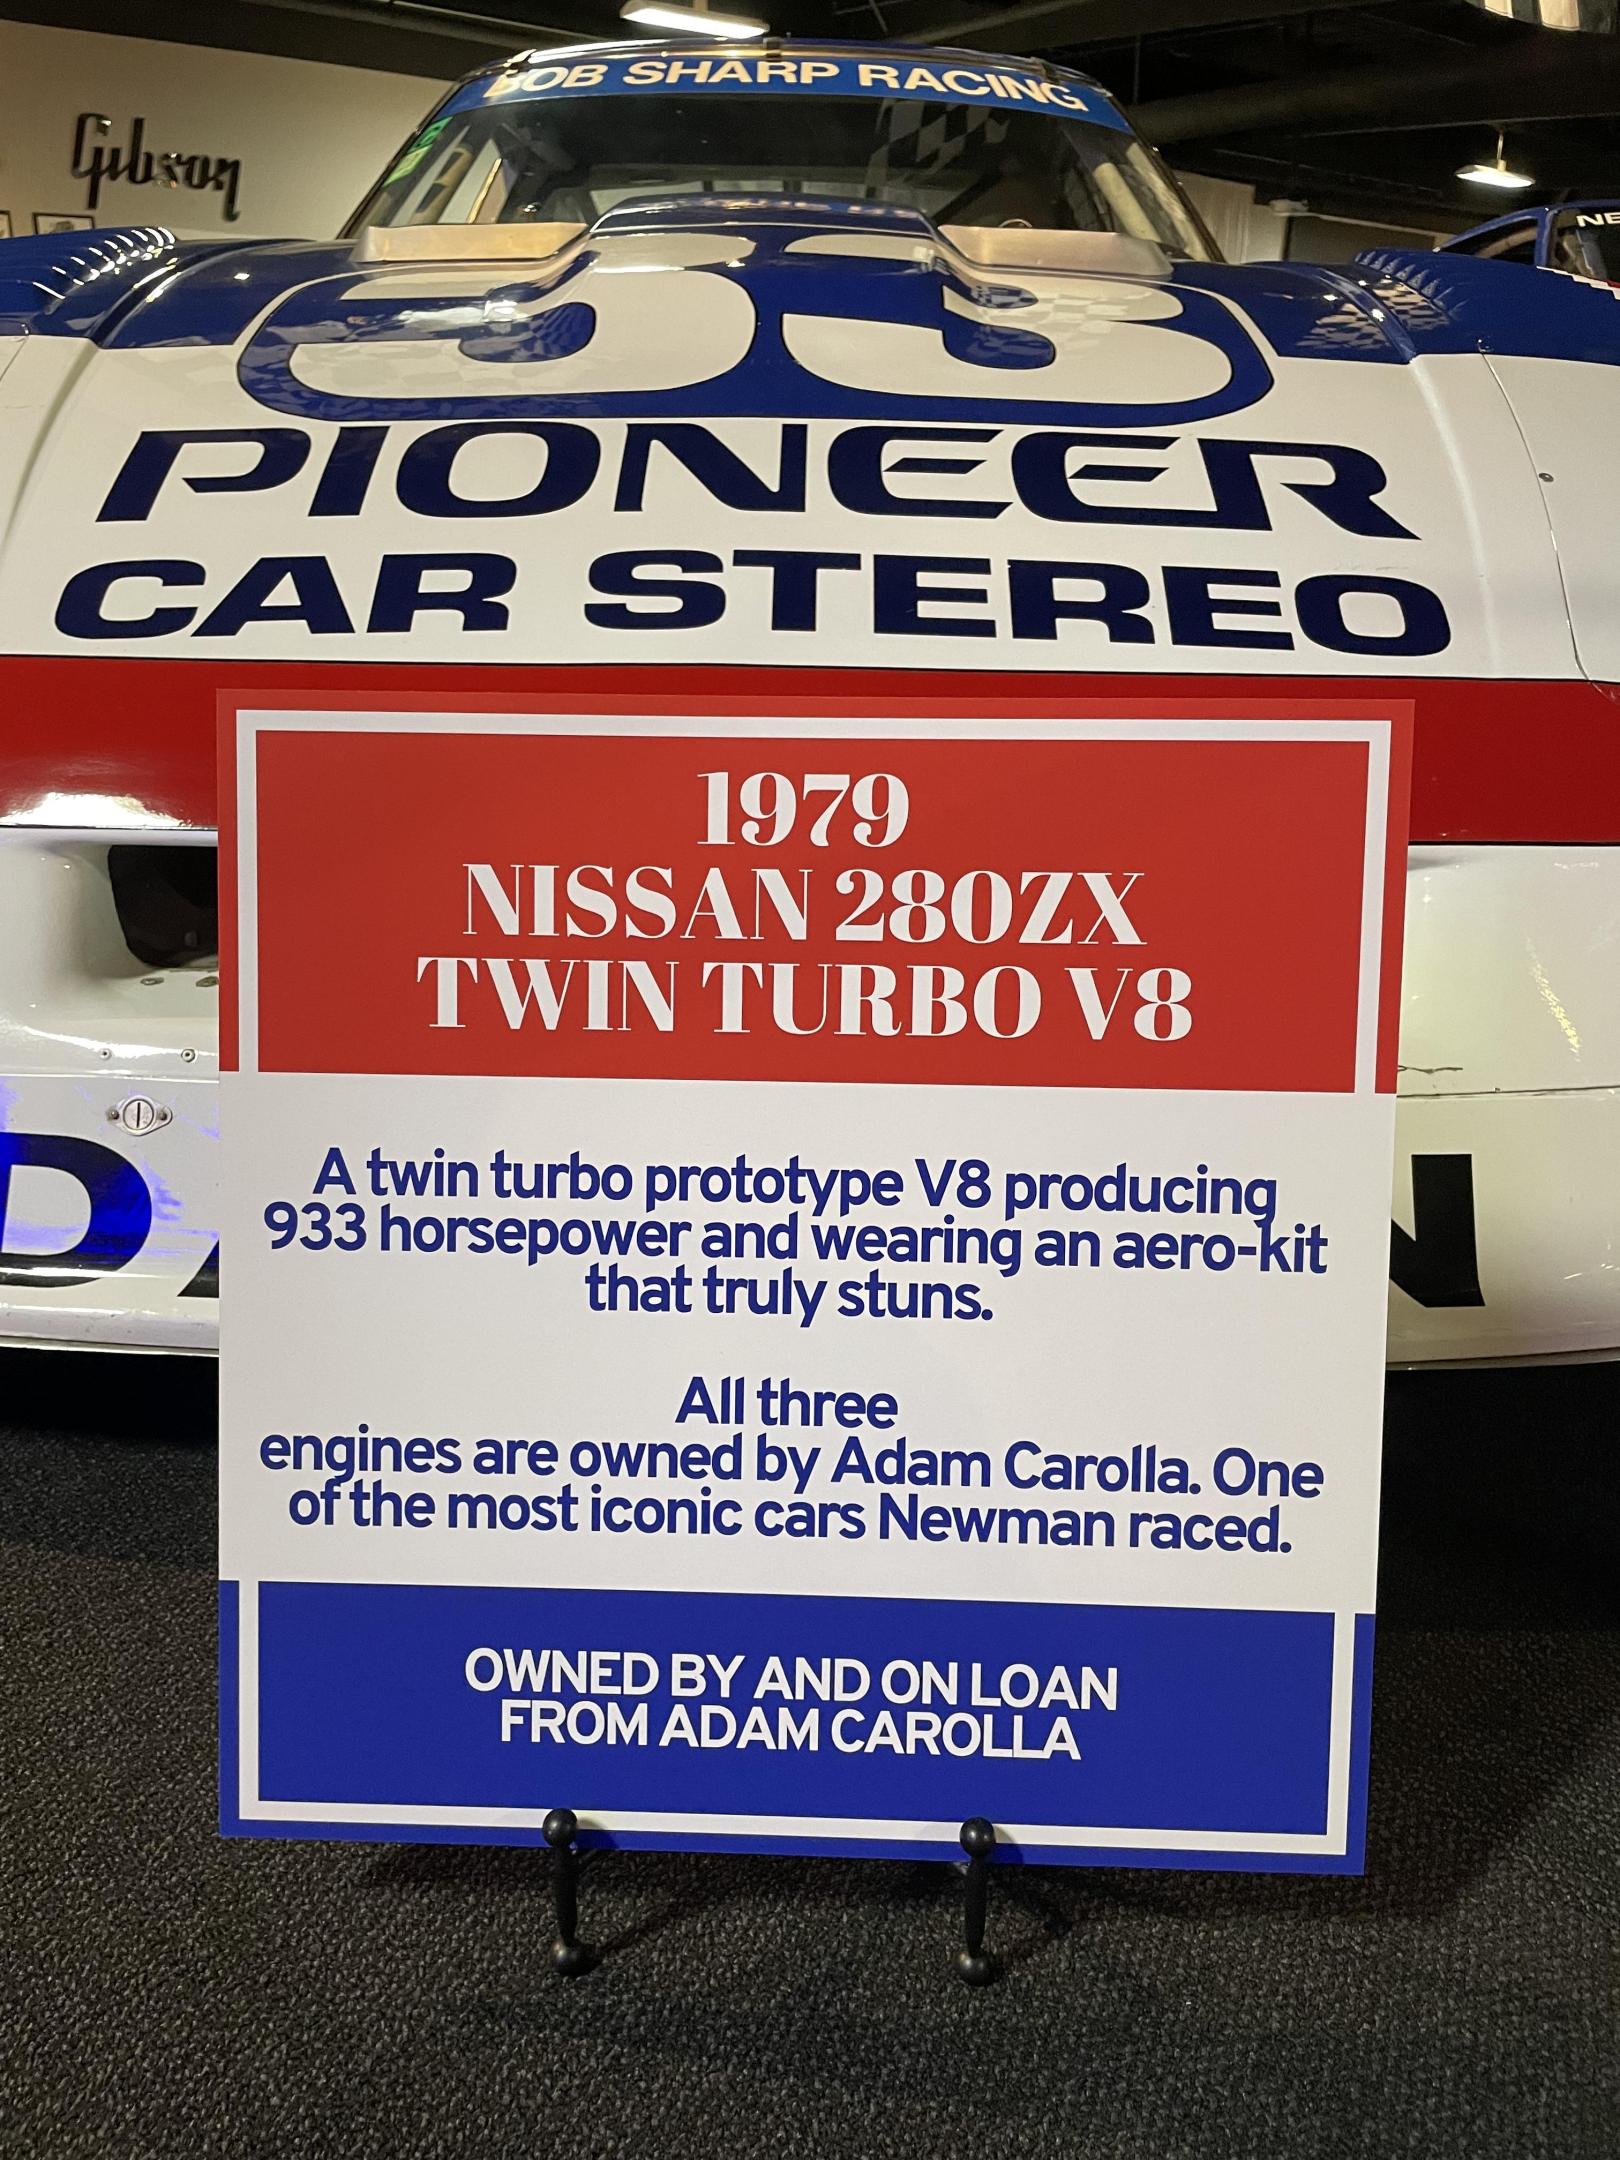 BOB SHARP RACING
Gibson
NE
33
PIONEER
CAR STEREO
1979
NISSAN 280ZX
TWIN TURBO V8
A twin turbo prototype V8 producing
933 horsepower and wearing an aero-kit
that truly stuns.
All three
engines are owned by Adam Carolla. One
of the most iconic cars Newman raced.
OWNED BY AND ON LOAN
FROM ADAM CAROLLA